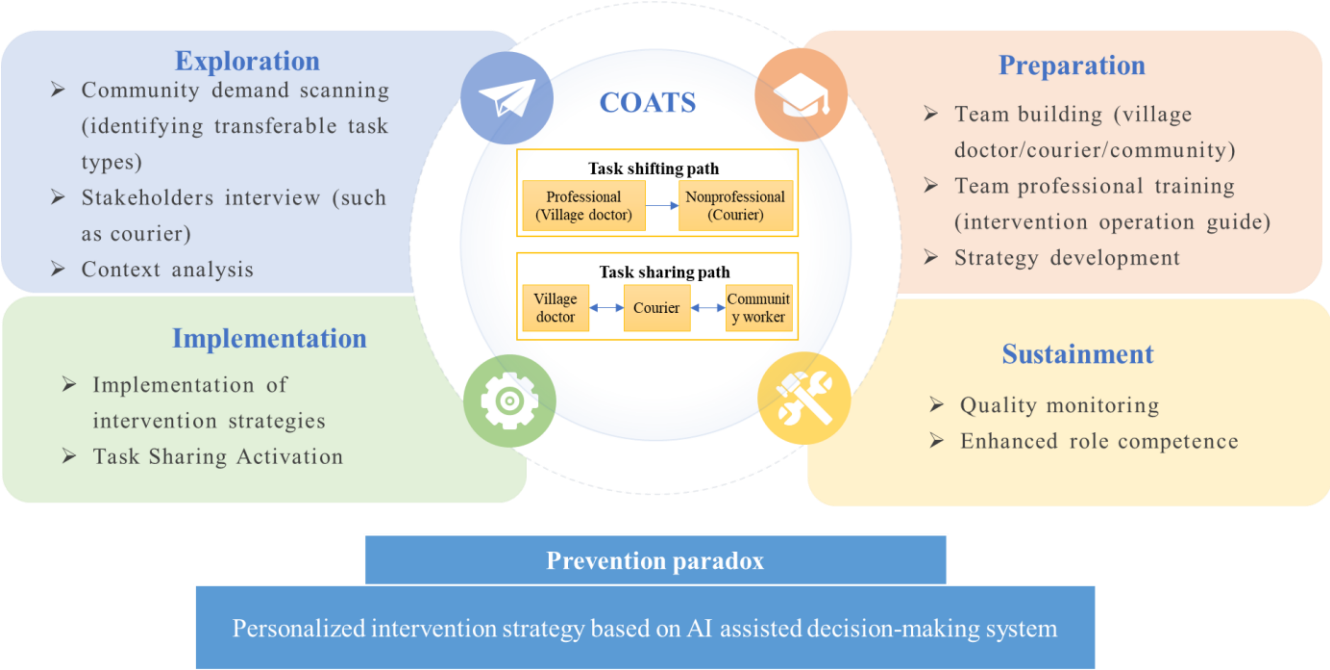 Exploration
➢ Community demand scanning
(identifying transferable task
types)
➢ Stakeholders interview (such
as courier)
➢ Context analysis
COATS
Task shifting path
Professional
(Village doctor)
Nonprofessional
(Courier)
Task sharing path
Village
doctor
Courier
Communit
y worker
Preparation
➢ Team building (village
doctor/courier/community)
➢ Team professional training
(intervention operation guide)
➢ Strategy development
Implementation
➢ Implementation of
intervention strategies
➢ Task Sharing Activation
Sustainment
➢ Quality monitoring
➢ Enhanced role competence
Prevention paradox
Personalized intervention strategy based on AI assisted decision-making system